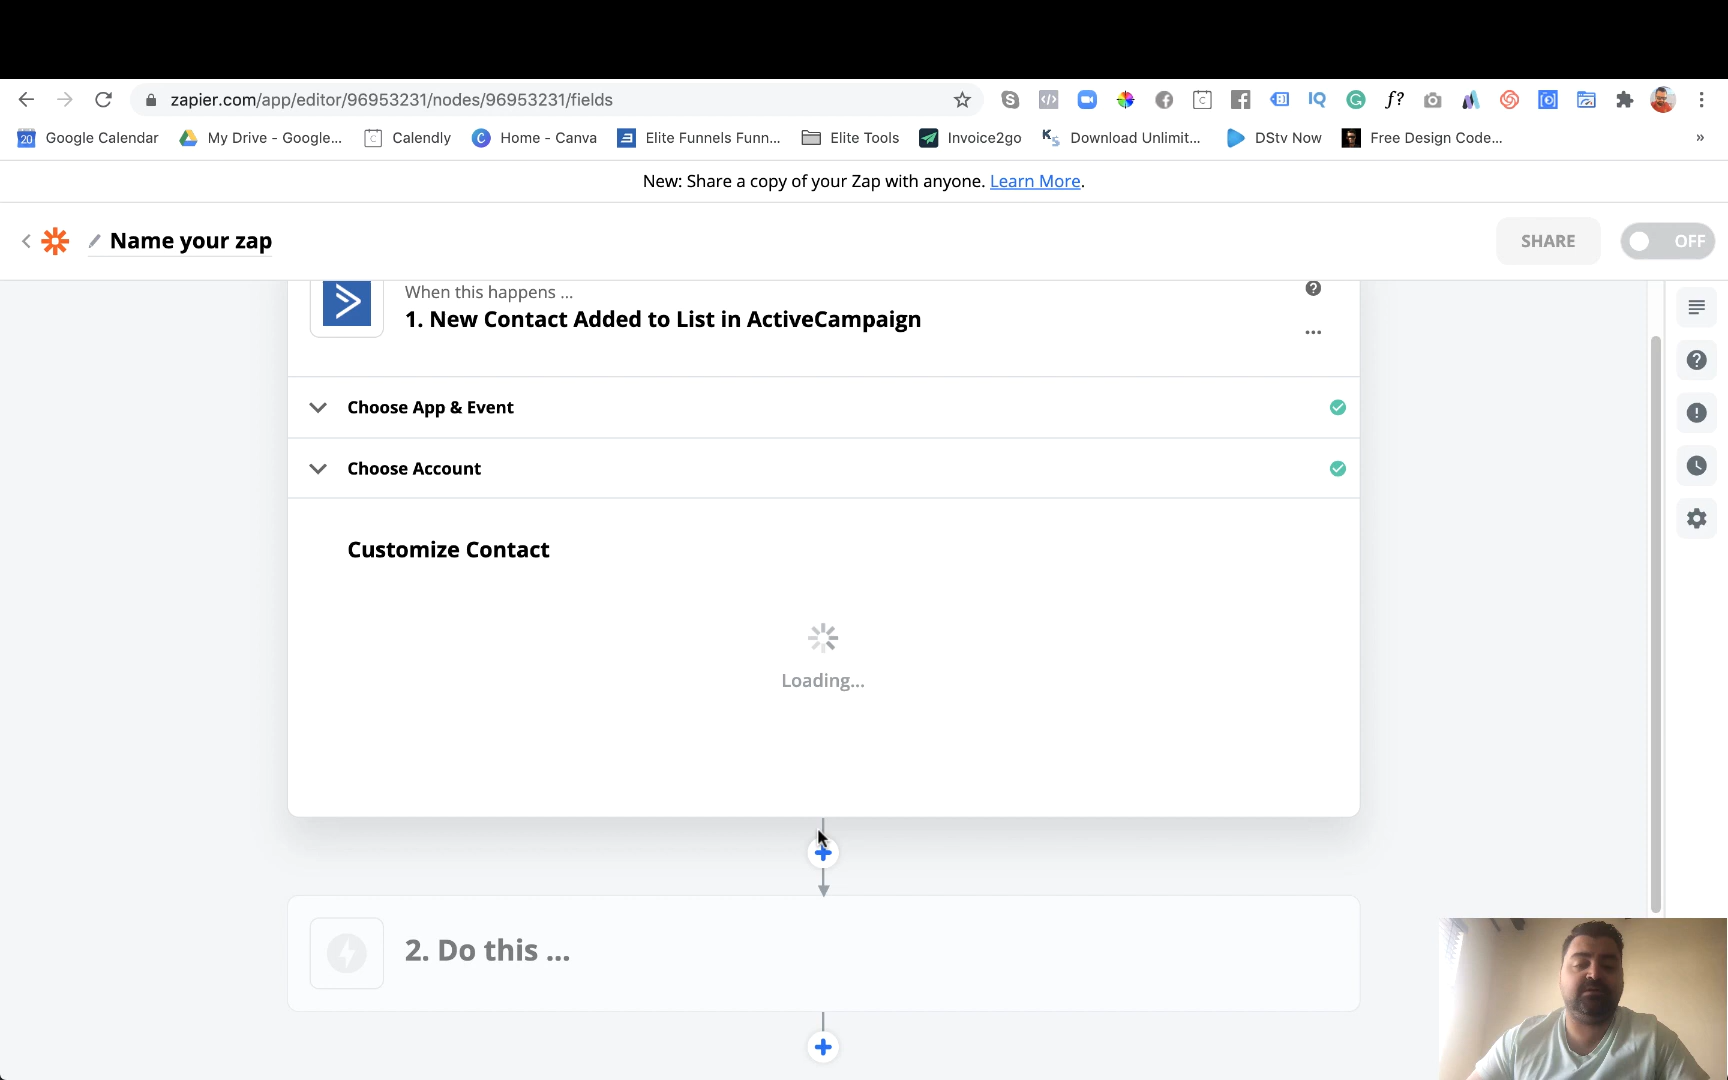 zapier.com/app/editor/96953231/nodes/96953231/fields
20 Google Calendar My Drive - Google... Calendly Home - Canva Elite Funnels Funn... Elite Tools Invoice2go Ks Download Unlimit... DStv Now Free Design Code... »
New: Share a copy of your Zap with anyone. Learn More.
Name your zap
SHARE
OFF
When this happens ...
1. New Contact Added to List in ActiveCampaign
Choose App & Event
Choose Account
Customize Contact
Loading...
2. Do this ...